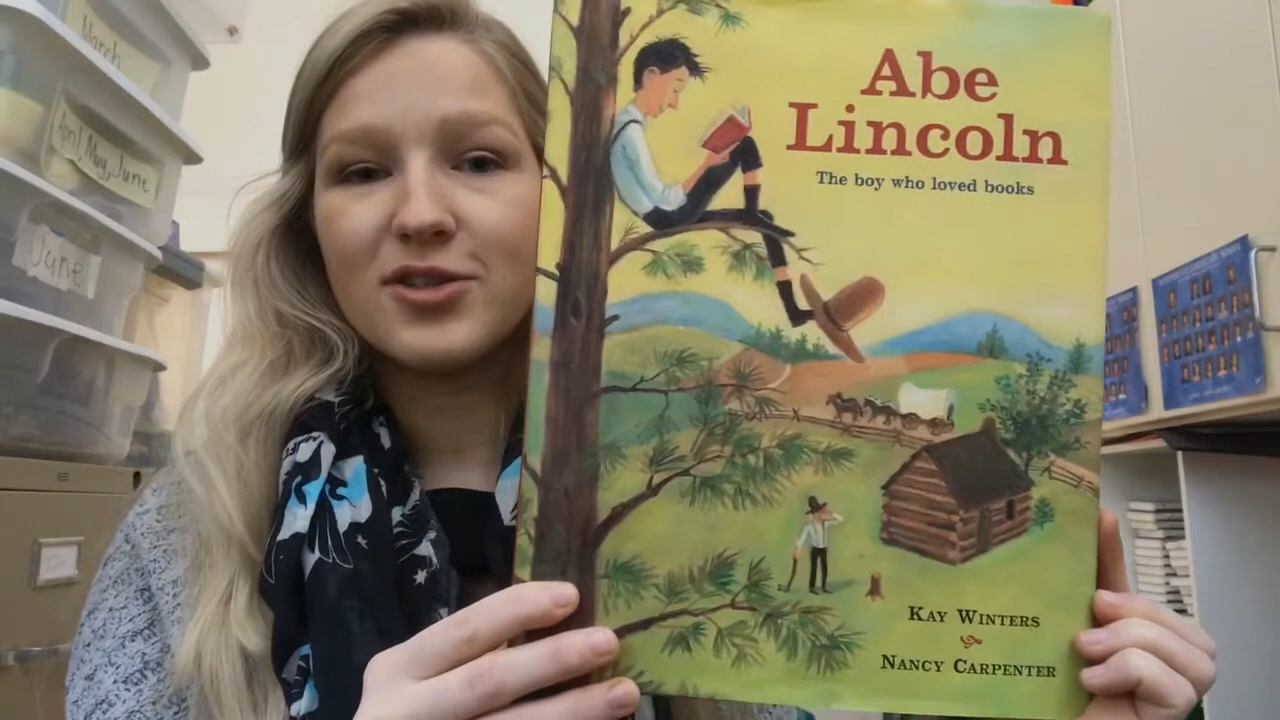 March
April, May, June
June
Abe
Lincoln
The boy who loved books
KAY WINTERS
NANCY CARPENTER